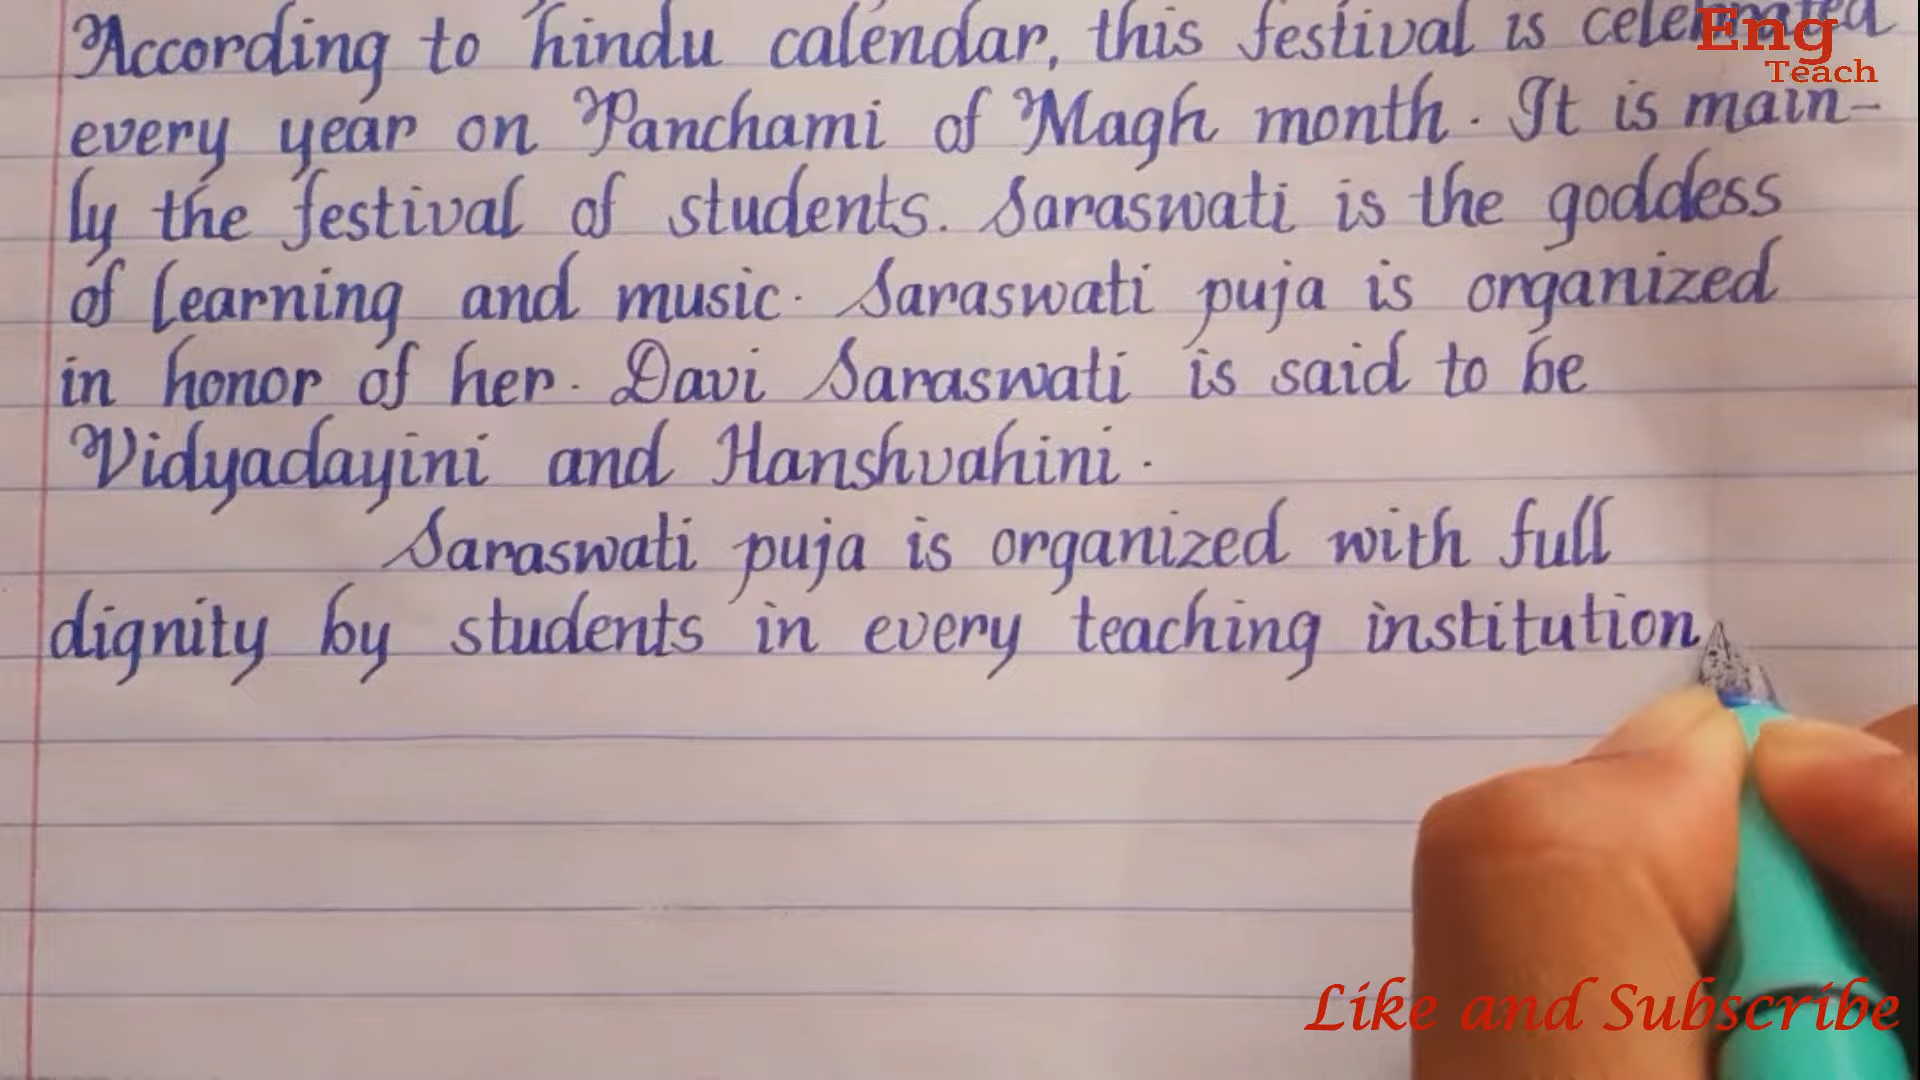 According to hindu calendar, this festival is celebrated
every year on Panchami of Magh month. It is main-
ly the festival of students. Saraswati is the goddess
of learning and music. Saraswati puja is organized
in honor of her. Davi Saraswati is said to be
Vidyadayini and Hanshvahini.
Saraswati puja is organized with full
dignity by students in every teaching institution
Eng
Teach
Like and Subscribe